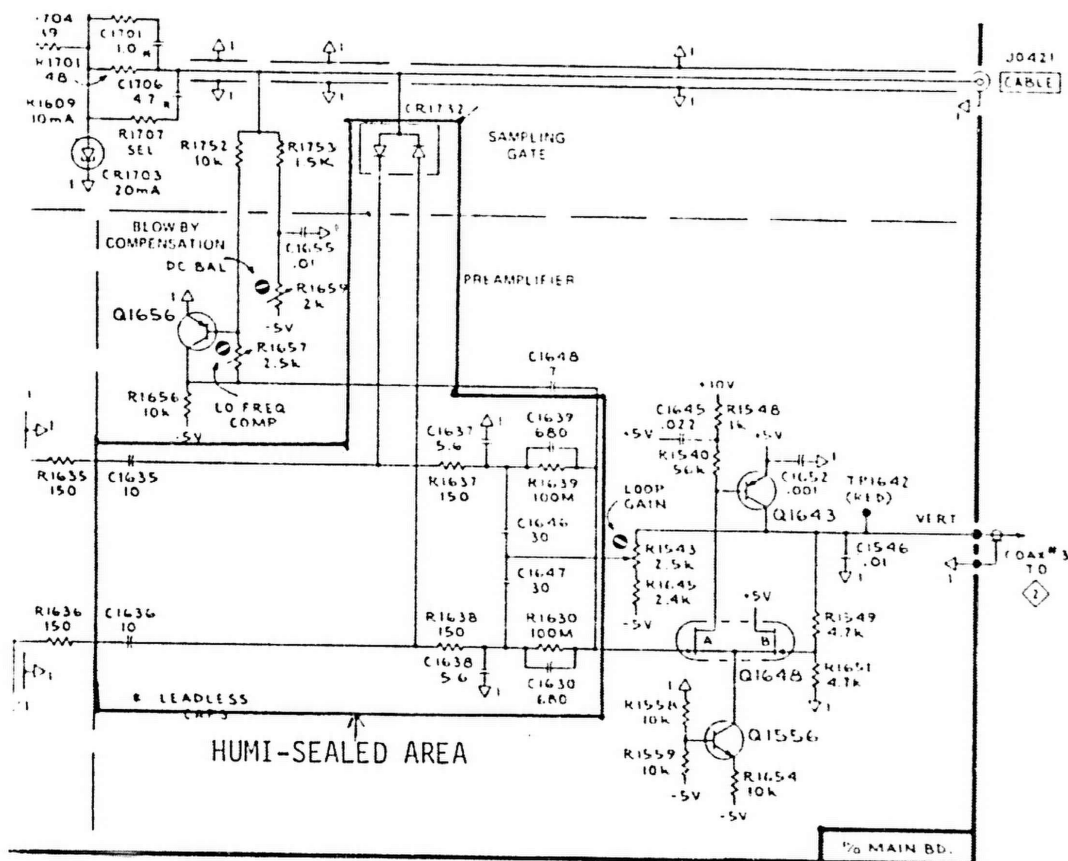 C1701
1.0 *
R1701
48
C1706
4.7 *
R1609
10mA
R1707
SEL
CR1703
20mA
1
J0421
CABLE
CR1732
SAMPLING
GATE
R1752
10k
R1753
1.5K
BLOWBY
COMPENSATION
DC BAL
C1655
.01
R1659
2k
-5V
PREAMPLIFIER
Q1656
R1657
2.5k
R1656
10k
-5V
LO FREQ
COMP
C1648
7
+10V
C1645
.022
R1548
1k
+5V
+5V
R1540
56k
C1652
.001
Q1643
TP1642
(RED)
VERT
C1637
5.6
C1639
680
R1635
150
C1635
10
R1637
150
R1639
100M
LOOP
GAIN
C1646
30
R1543
2.5k
C1546
.01
COAX #3
TO
2
C1647
30
R1645
2.4k
-5V
+5V
R1636
150
C1636
10
R1638
150
R1630
100M
A
B
R1549
4.7k
Q1648
R1651
4.7k
C1638
5.6
C1630
680
* LEADLESS
CAPS
R1558
10k
Q1556
R1559
10k
-5V
R1654
10k
-5V
HUMI-SEALED AREA
P/O MAIN BD.